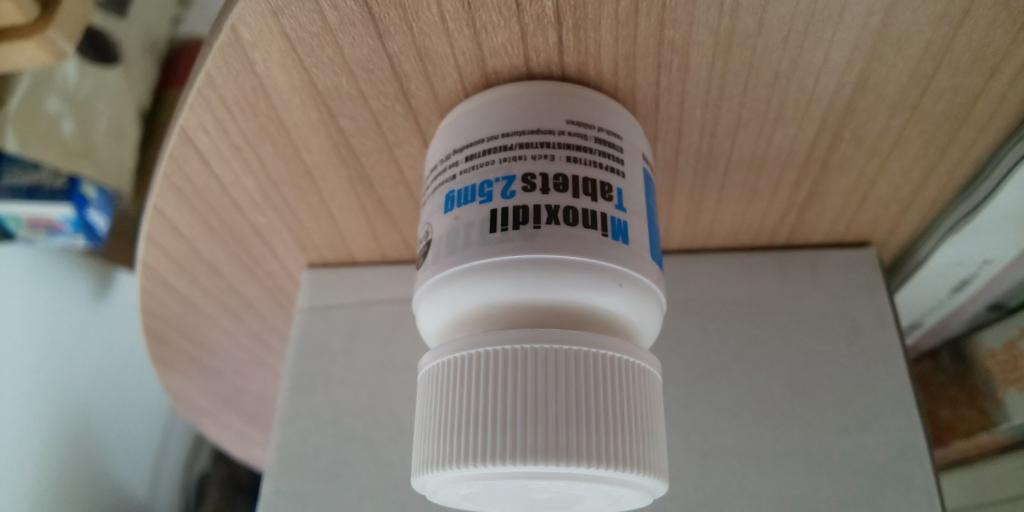 Minoxidil
Tablets 2.5mg
COMPOSITION : Each tablet contains
DOSAGE/ADMINISTRATION/PRECAUTION :
STORAGE : Store at temperatures not exceeding
reach of children